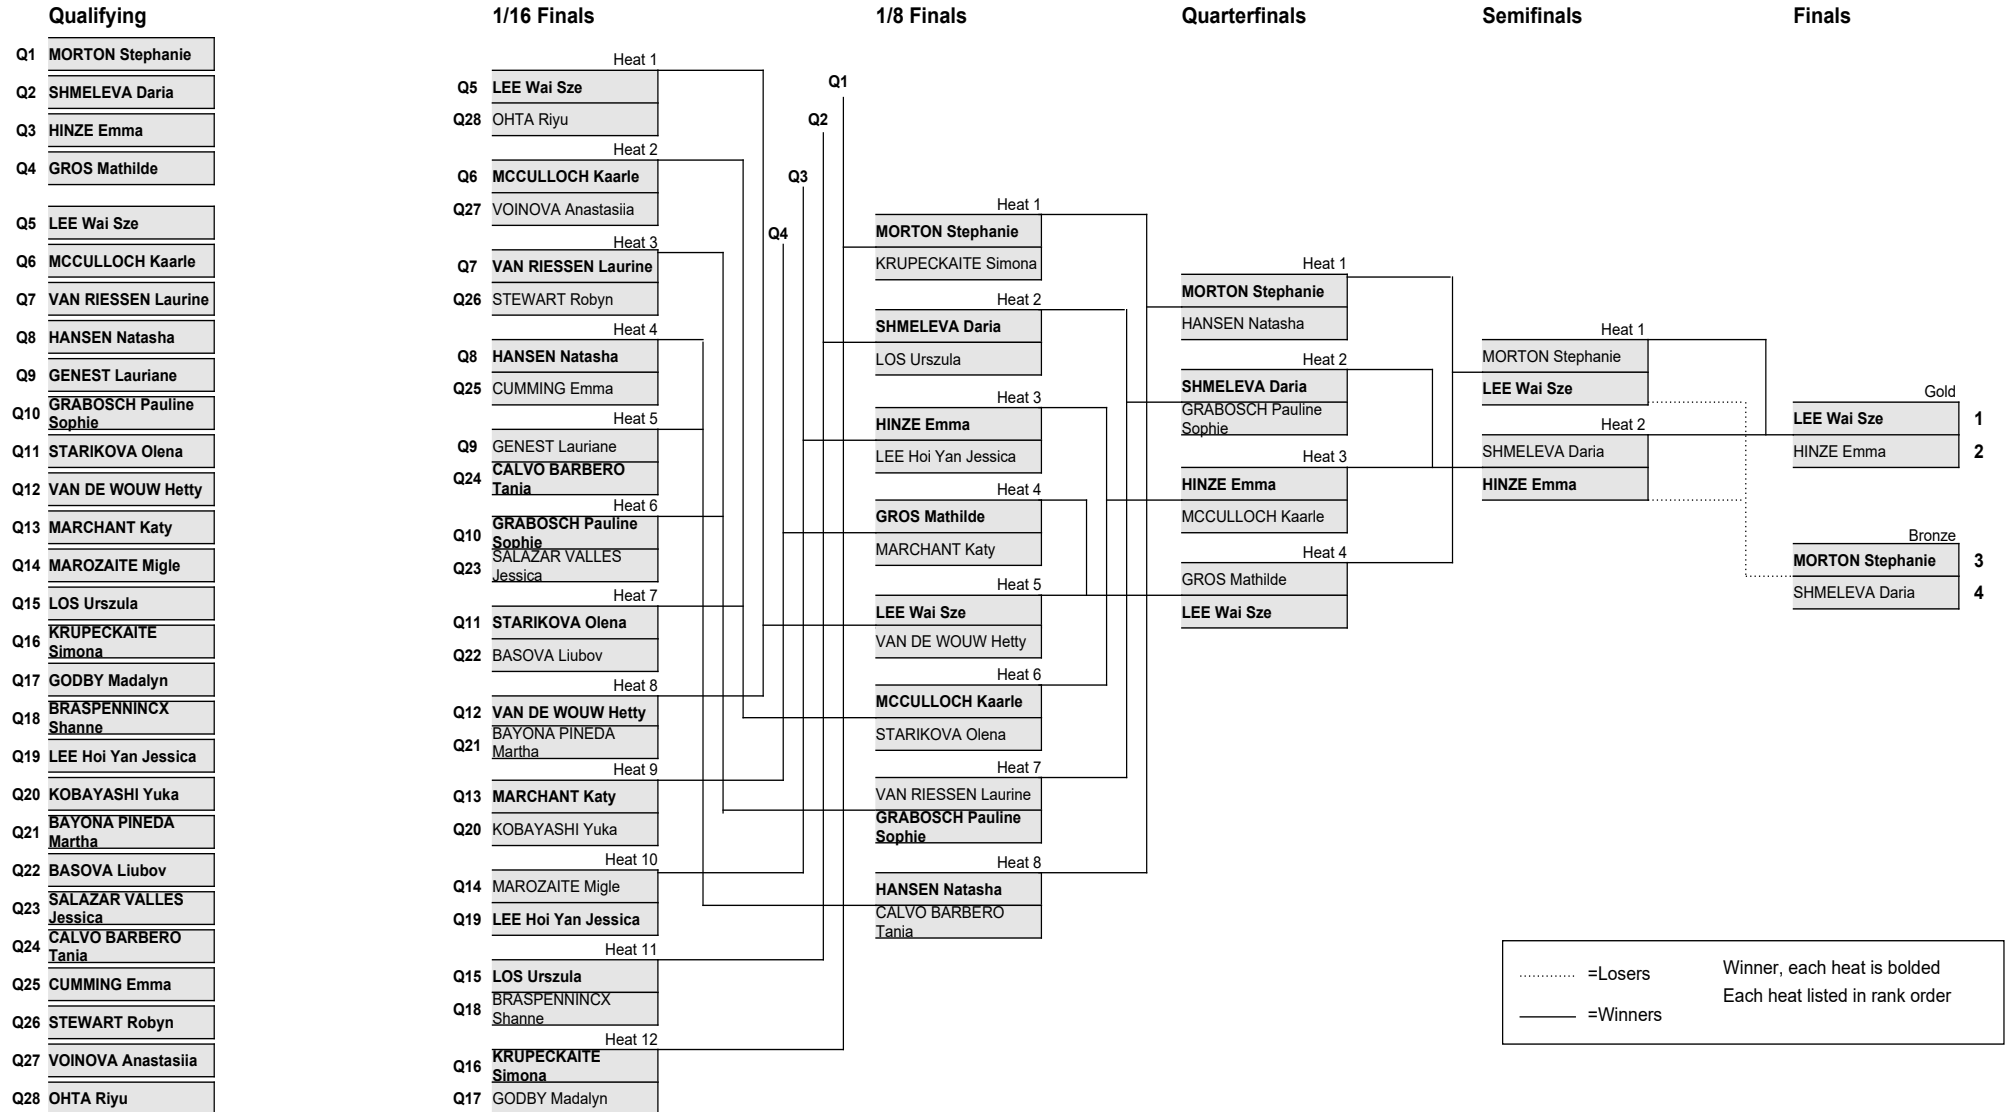 Qualifying
Q1 MORTON Stephanie
Q2 SHMELEVA Daria
Q3 HINZE Emma
Q4 GROS Mathilde
Q5 LEE Wai Sze
Q6 MCCULLOCH Kaarle
Q7 VAN RIESSEN Laurine
Q8 HANSEN Natasha
Q9 GENEST Lauriane
Q10 GRABOSCH Pauline
Sophie
Q11 STARIKOVA Olena
Q12 VAN DE WOUW Hetty
Q13 MARCHANT Katy
Q14 MAROZAITE Migle
Q15 LOS Urszula
Q16 KRUPECKAITE
Simona
Q17 GODBY Madalyn
Q18 BRASPENNINCX
Shanne
Q19 LEE Hoi Yan Jessica
Q20 KOBAYASHI Yuka
Q21 BAYONA PINEDA
Martha
Q22 BASOVA Liubov
Q23 SALAZAR VALLES
Jessica
Q24 CALVO BARBERO
Tania
Q25 CUMMING Emma
Q26 STEWART Robyn
Q27 VOINOVA Anastasiia
Q28 OHTA Riyu
1/16 Finals
Heat 1
Q5 LEE Wai Sze
Q28 OHTA Riyu
Heat 2
Q6 MCCULLOCH Kaarle
Q27 VOINOVA Anastasiia
Heat 3
Q7 VAN RIESSEN Laurine
Q26 STEWART Robyn
Heat 4
Q8 HANSEN Natasha
Q25 CUMMING Emma
Heat 5
Q9 GENEST Lauriane
Q24 CALVO BARBERO
Tania
Heat 6
Q10 GRABOSCH Pauline
Sophie
Q23 SALAZAR VALLES
Jessica
Heat 7
Q11 STARIKOVA Olena
Q22 BASOVA Liubov
Heat 8
Q12 VAN DE WOUW Hetty
Q21 BAYONA PINEDA
Martha
Heat 9
Q13 MARCHANT Katy
Q20 KOBAYASHI Yuka
Heat 10
Q14 MAROZAITE Migle
Q19 LEE Hoi Yan Jessica
Heat 11
Q15 LOS Urszula
Q18 BRASPENNINCX
Shanne
Heat 12
Q16 KRUPECKAITE
Simona
Q17 GODBY Madalyn
Q1
Q2
Q3
Q4
1/8 Finals
Heat 1
MORTON Stephanie
KRUPECKAITE Simona
Heat 2
SHMELEVA Daria
LOS Urszula
Heat 3
HINZE Emma
LEE Hoi Yan Jessica
Heat 4
GROS Mathilde
MARCHANT Katy
Heat 5
LEE Wai Sze
VAN DE WOUW Hetty
Heat 6
MCCULLOCH Kaarle
STARIKOVA Olena
Heat 7
VAN RIESSEN Laurine
GRABOSCH Pauline
Sophie
Heat 8
HANSEN Natasha
CALVO BARBERO
Tania
Quarterfinals
Heat 1
MORTON Stephanie
HANSEN Natasha
Heat 2
SHMELEVA Daria
GRABOSCH Pauline
Sophie
Heat 3
HINZE Emma
MCCULLOCH Kaarle
Heat 4
GROS Mathilde
LEE Wai Sze
Semifinals
Heat 1
MORTON Stephanie
LEE Wai Sze
Heat 2
SHMELEVA Daria
HINZE Emma
Finals
Gold
LEE Wai Sze 1
HINZE Emma 2
Bronze
MORTON Stephanie 3
SHMELEVA Daria 4
=Losers
=Winners
Winner, each heat is bolded
Each heat listed in rank order